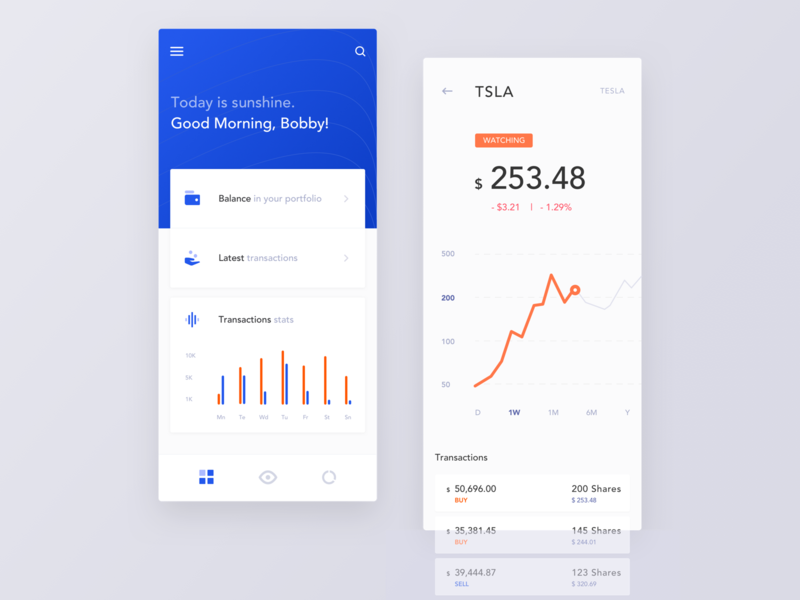 Today is sunshine.
Good Morning, Bobby!
Balance in your portfolio
Latest transactions
Transactions stats
10K
5K
1K
Mn Te Wd Tu Fr St Sn
TSLA TESLA
WATCHING
$ 253.48
- $3.21 | - 1.29%
500
200
100
50
D 1W 1M 6M Y
Transactions
$ 50,696.00 200 Shares
BUY $ 253.48
$ 35,381.45 145 Shares
BUY $ 244.01
$ 39,444.87 123 Shares
SELL $ 320.69